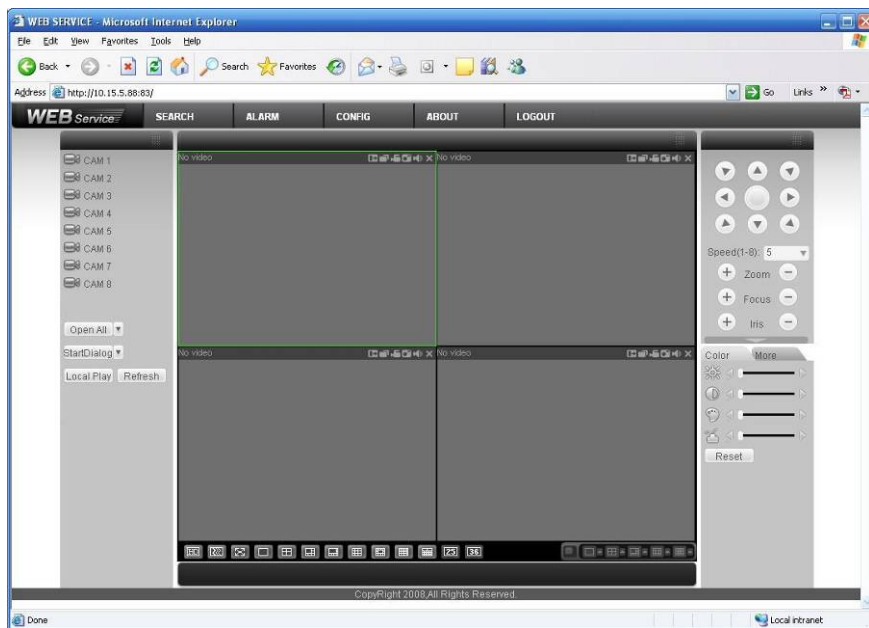 WEB SERVICE - Microsoft Internet Explorer
File Edit View Favorites Tools Help
Back Search Favorites
Address http://10.15.5.88:83/ Go Links »
WEB Service SEARCH ALARM CONFIG ABOUT LOGOUT
CAM 1
CAM 2
CAM 3
CAM 4
CAM 5
CAM 6
CAM 7
CAM 8
Open All
StartDialog
Local Play Refresh
No video
No video
No video
No video
25 36
Speed(1-8): 5
Zoom
Focus
Iris
Color More
Reset
CopyRight 2008,All Rights Reserved.
Done Local intranet